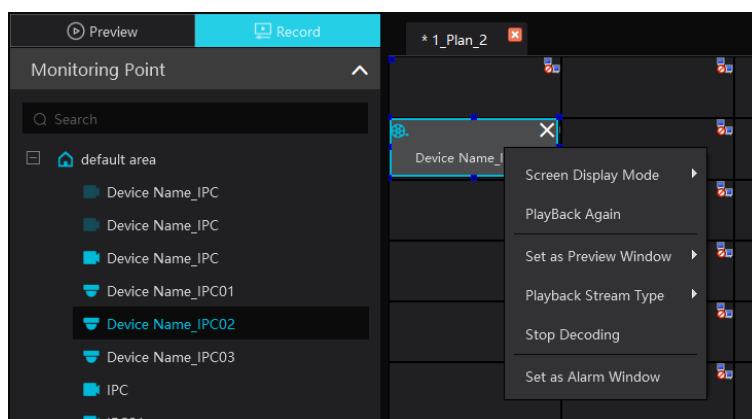 Preview
Record
* 1_Plan_2
Monitoring Point
Search
default area
Device Name_IPC
Device Name_IPC
Device Name_IPC
Device Name_IPC01
Device Name_IPC02
Device Name_IPC03
IPC
Device Name_I
Screen Display Mode
PlayBack Again
Set as Preview Window
Playback Stream Type
Stop Decoding
Set as Alarm Window